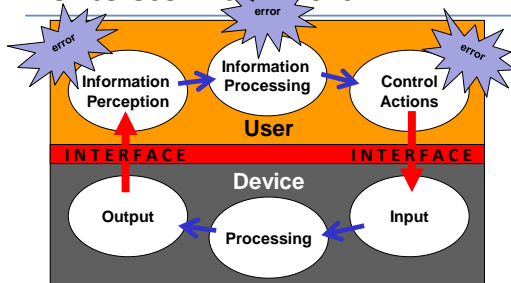 error
error
error
Information
Perception
Information
Processing
Control
Actions
User
INTERFACE
INTERFACE
Device
Output
Processing
Input